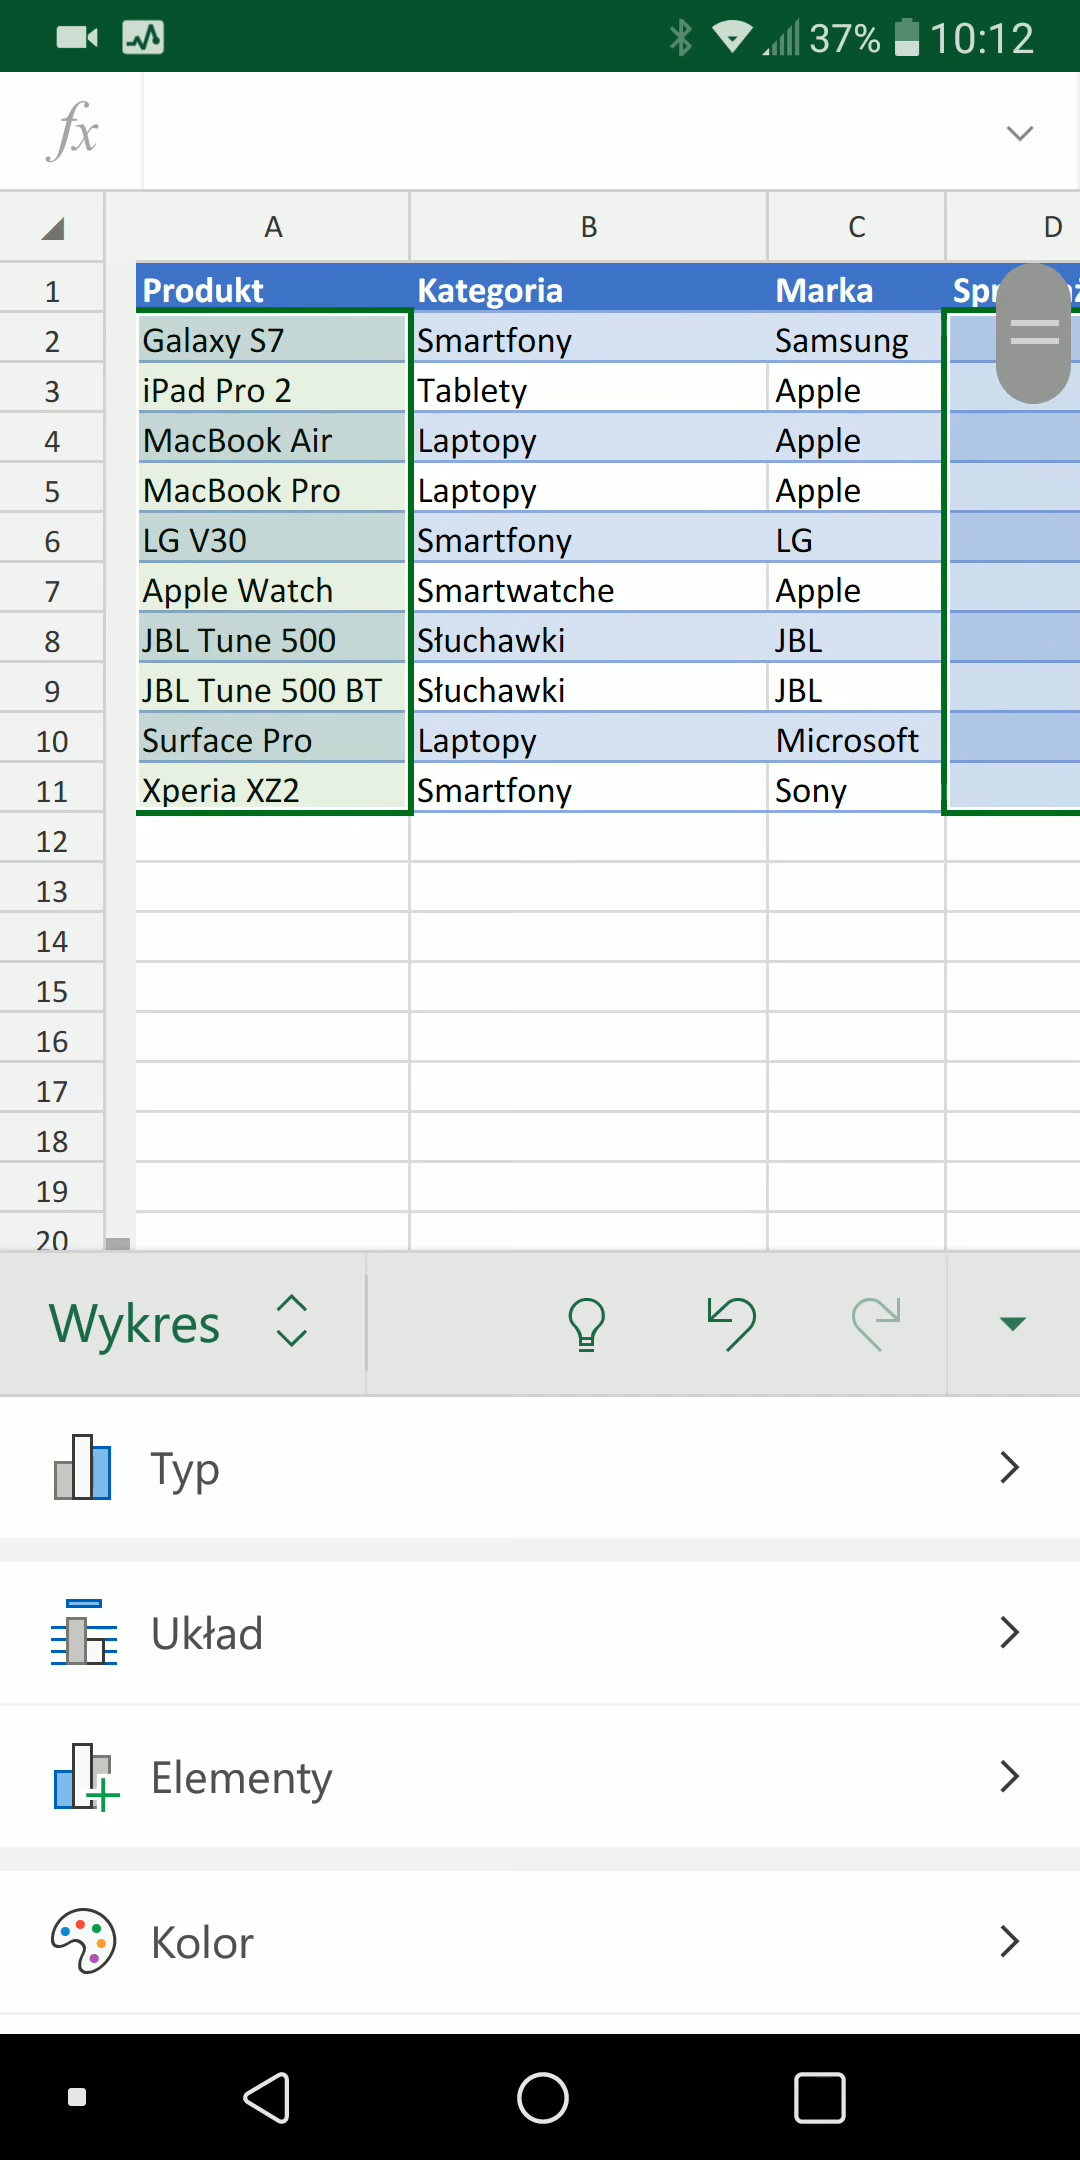 37% 10:12
fx
A B C D
1 Produkt Kategoria Marka
2 Galaxy S7 Smartfony Samsung
3 iPad Pro 2 Tablety Apple
4 MacBook Air Laptopy Apple
5 MacBook Pro Laptopy Apple
6 LG V30 Smartfony LG
7 Apple Watch Smartwatche Apple
8 JBL Tune 500 Słuchawki JBL
9 JBL Tune 500 BT Słuchawki JBL
10 Surface Pro Laptopy Microsoft
11 Xperia XZ2 Smartfony Sony
12
13
14
15
16
17
18
19
20
Wykres
Typ
Układ
Elementy
Kolor